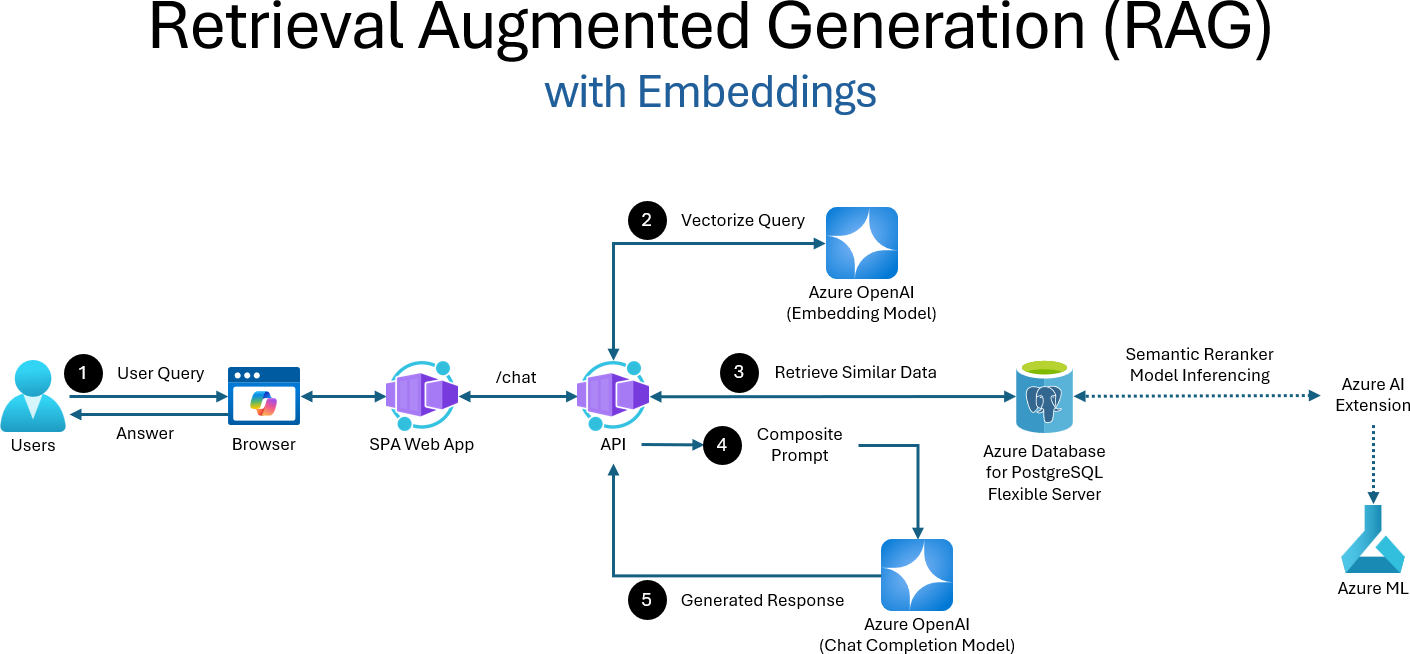 Retrieval Augmented Generation (RAG)
with Embeddings
2
Vectorize Query
Azure OpenAI
(Embedding Model)
1
User Query
Answer
Users
Browser
SPA Web App
/chat
API
3
Retrieve Similar Data
Azure Database
for PostgreSQL
Flexible Server
Semantic Reranker
Model Inferencing
Azure AI
Extension
Azure ML
4
Composite
Prompt
5
Generated Response
Azure OpenAI
(Chat Completion Model)